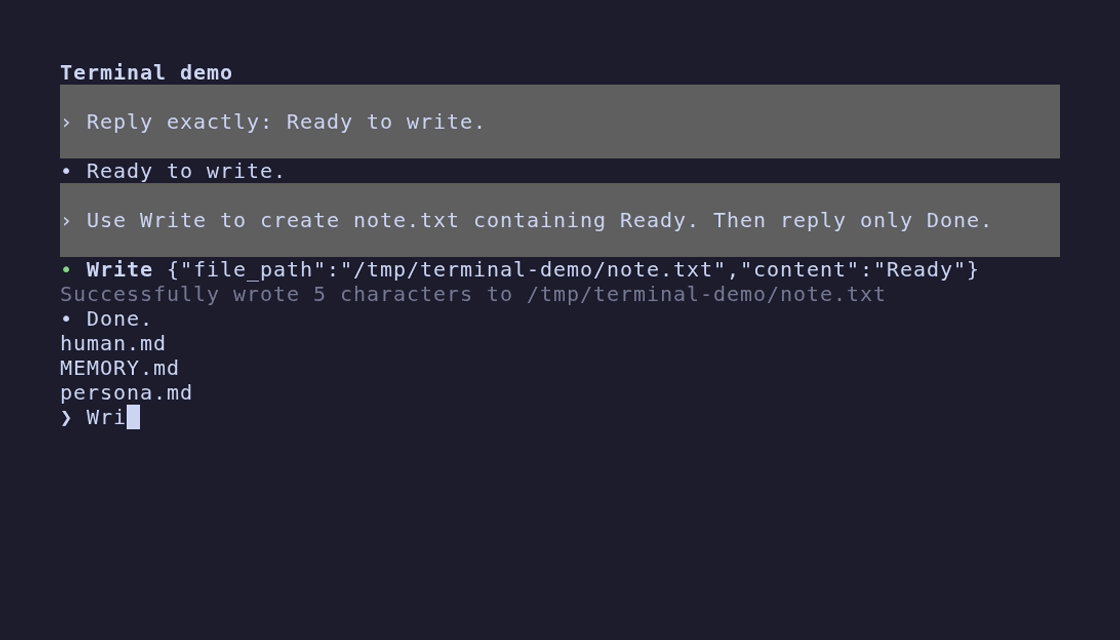 Terminal demo
› Reply exactly: Ready to write.
• Ready to write.
› Use Write to create note.txt containing Ready. Then reply only Done.
• Write {"file_path":"/tmp/terminal-demo/note.txt","content":"Ready"}
Successfully wrote 5 characters to /tmp/terminal-demo/note.txt
• Done.
human.md
MEMORY.md
persona.md
❯ Wri